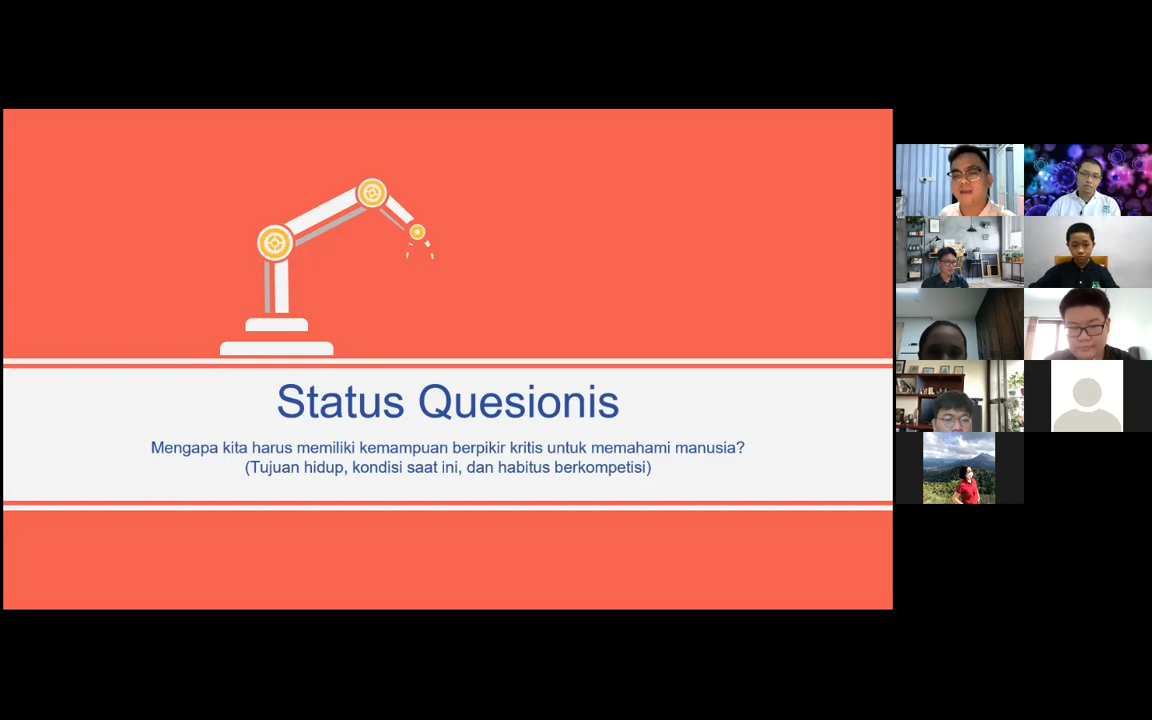 Status Quesionis
Mengapa kita harus memiliki kemampuan berpikir kritis untuk memahami manusia?
(Tujuan hidup, kondisi saat ini, dan habitus berkompetisi)